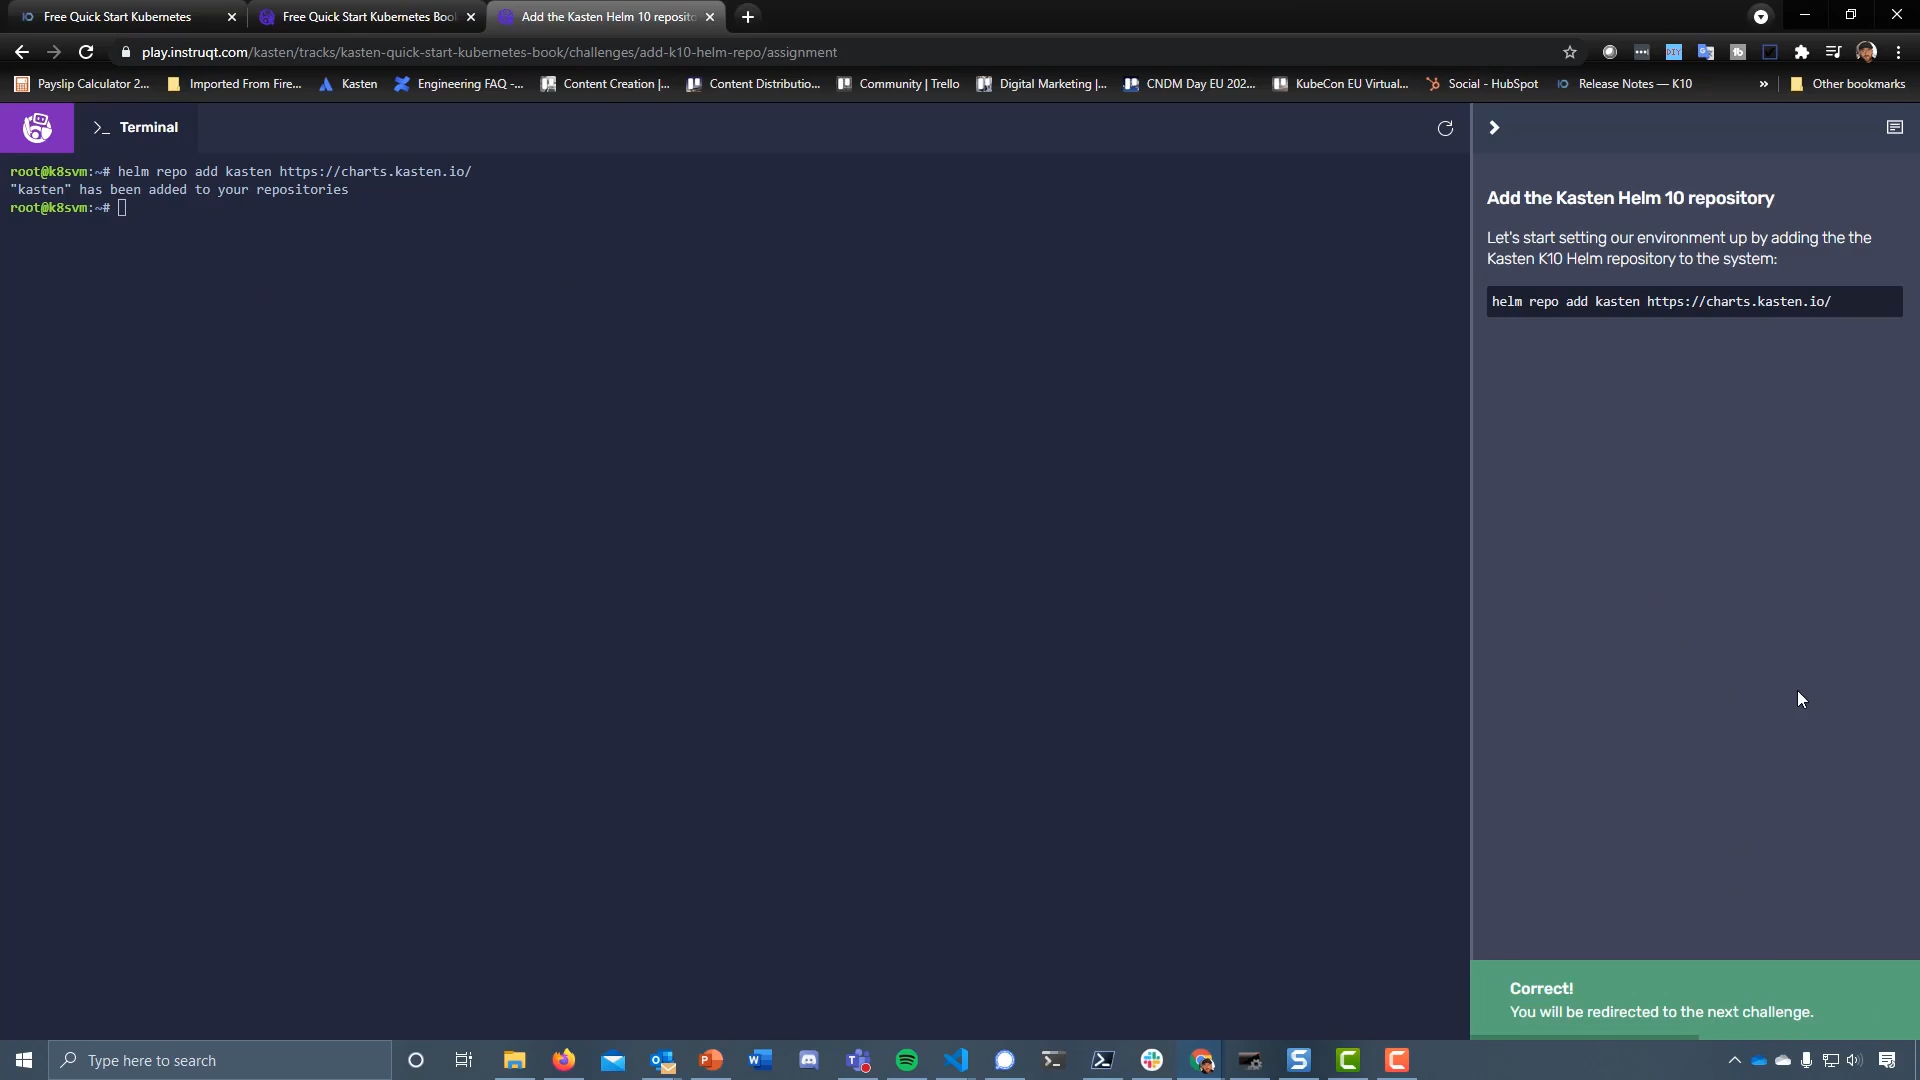 Free Quick Start Kubernetes
Free Quick Start Kubernetes Boo
Add the Kasten Helm 10 reposito
play.instruqt.com/kasten/tracks/kasten-quick-start-kubernetes-book/challenges/add-k10-helm-repo/assignment
Payslip Calculator 2...
Imported From Fire...
Kasten
Engineering FAQ -...
Content Creation |...
Content Distributio...
Community | Trello
Digital Marketing |...
CNDM Day EU 202...
KubeCon EU Virtual...
Social - HubSpot
Release Notes — K10
»
Other bookmarks
>_ Terminal
root@k8svm:~# helm repo add kasten https://charts.kasten.io/
"kasten" has been added to your repositories
root@k8svm:~#
Add the Kasten Helm 10 repository
Let's start setting our environment up by adding the the
Kasten K10 Helm repository to the system:
helm repo add kasten https://charts.kasten.io/
Correct!
You will be redirected to the next challenge.
Type here to search